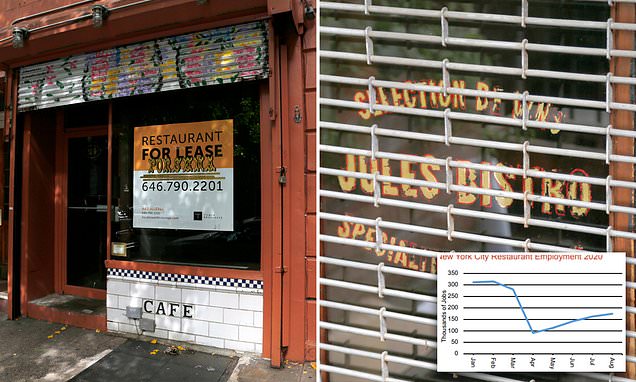 RESTAURANT
FOR LEASE
PORSENA
646.790.2201
CAFE
SELECTION DE VINS
JULES BISTRO
New York City Restaurant Employment 2020
Thousands of Jobs
350
300
250
200
150
100
50
0
Jan
Feb
Mar
Apr
May
Jun
Jul
Aug